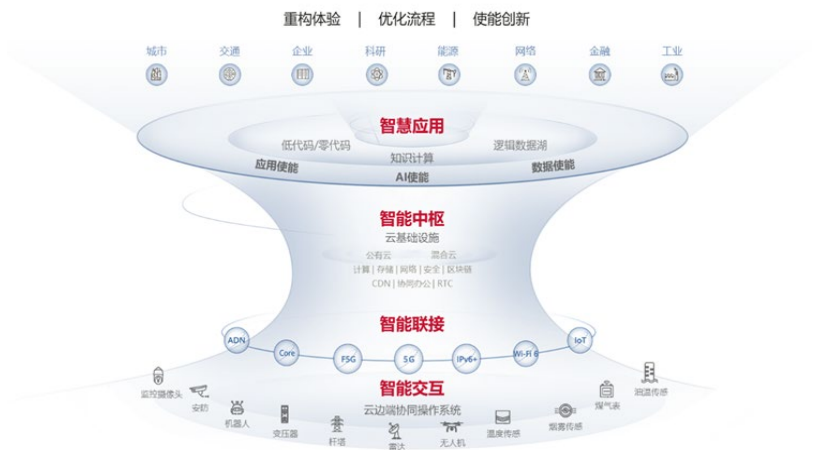 重构体验 | 优化流程 | 使能创新
城市 交通 企业 科研 能源 网络 金融 工业
智慧应用
低代码/零代码 知识计算 逻辑数据湖
应用使能 AI使能 数据使能
智能中枢
云基础设施
公有云 混合云
计算 | 存储 | 网络 | 安全 | 区块链
CDN | 协同办公 | RTC
智能联接
ADN Core F5G 5G IPv6+ Wi-Fi 6 IoT
智能交互
云边端协同操作系统
监控摄像头 安防 机器人 变压器 杆塔 雷达 无人机 温度传感 烟雾传感 煤气表 油温传感